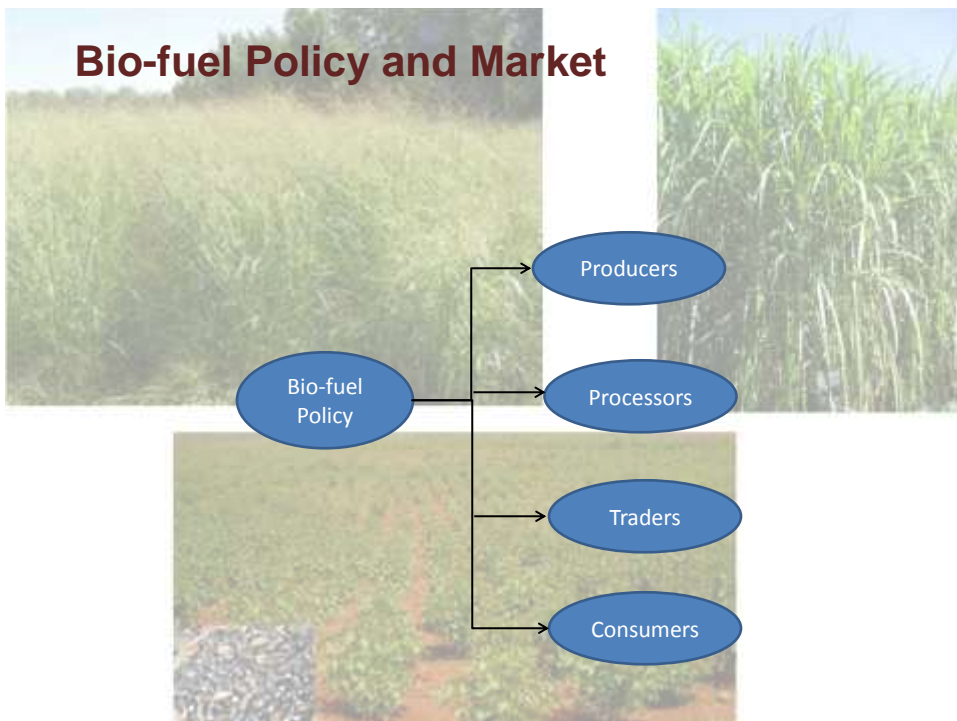 Bio-fuel Policy and Market
Producers
Bio-fuel
Policy
Processors
Traders
Consumers